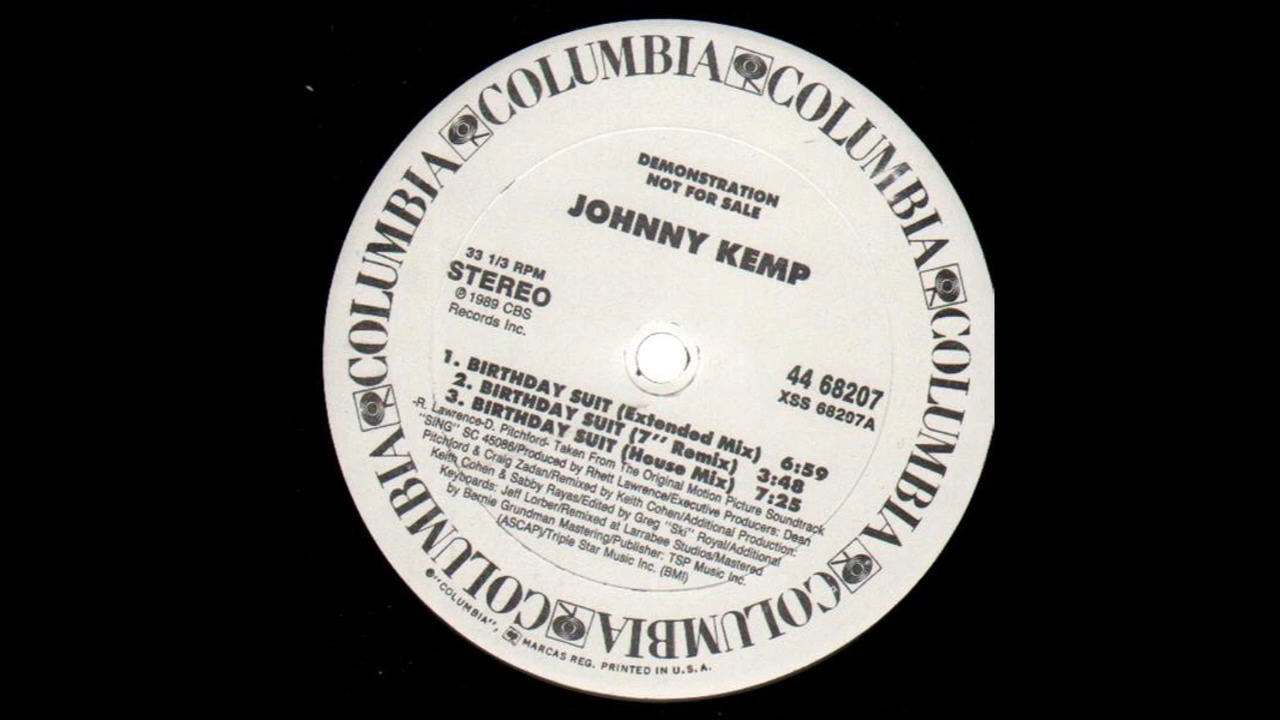 COLUMBIA COLUMBIA COLUMBIA COLUMBIA COLUMBIA COLUMBIA COLUMBIA
DEMONSTRATION
NOT FOR SALE
JOHNNY KEMP
33 1/3 RPM
STEREO
℗ 1989 CBS
Records Inc.
44 68207
XSS 68207A
1. BIRTHDAY SUIT (Extended Mix) 6:59
2. BIRTHDAY SUIT (7" Remix) 3:48
3. BIRTHDAY SUIT (House Mix) 7:25
-R. Lawrence-D. Pitchford- Taken From The Original Motion Picture Soundtrack
"SING" SC 45086/Produced by Rhett Lawrence/Executive Producers: Dean
Pitchford & Craig Zadan/Remixed by Keith Cohen/Additional Production:
Keith Cohen & Sabby Rayas/Edited by Greg "Ski" Royal/Additional
Keyboards: Jeff Lorber/Remixed at Larrabee Studios/Mastered
by Bernie Grundman Mastering/Publisher: TSP Music Inc.
(ASCAP)/Triple Star Music Inc. (BMI)
®"COLUMBIA", MARCAS REG. PRINTED IN U.S.A.